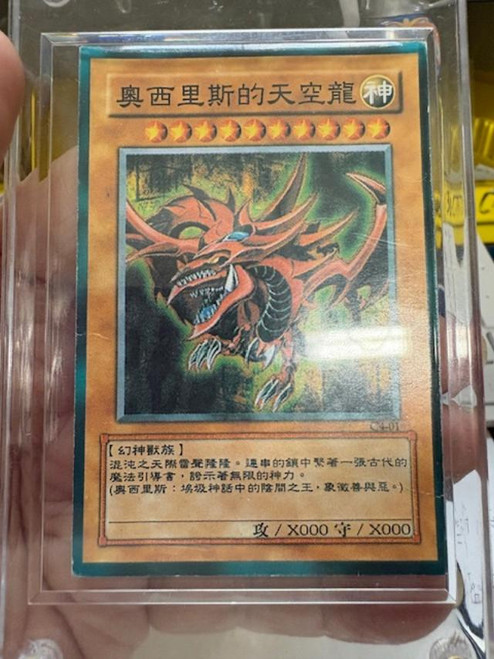 奧西里斯的天空龍 神
C4-01
【幻神獸族】
混沌之天際雷聲隆隆。連串的鎖中繫著一張古代的
魔法引導書，證示著無限的神力。
(奧西里斯：埃圾神話中的陰間之王，象徵善與惡。)
攻 / X000 守 / X000